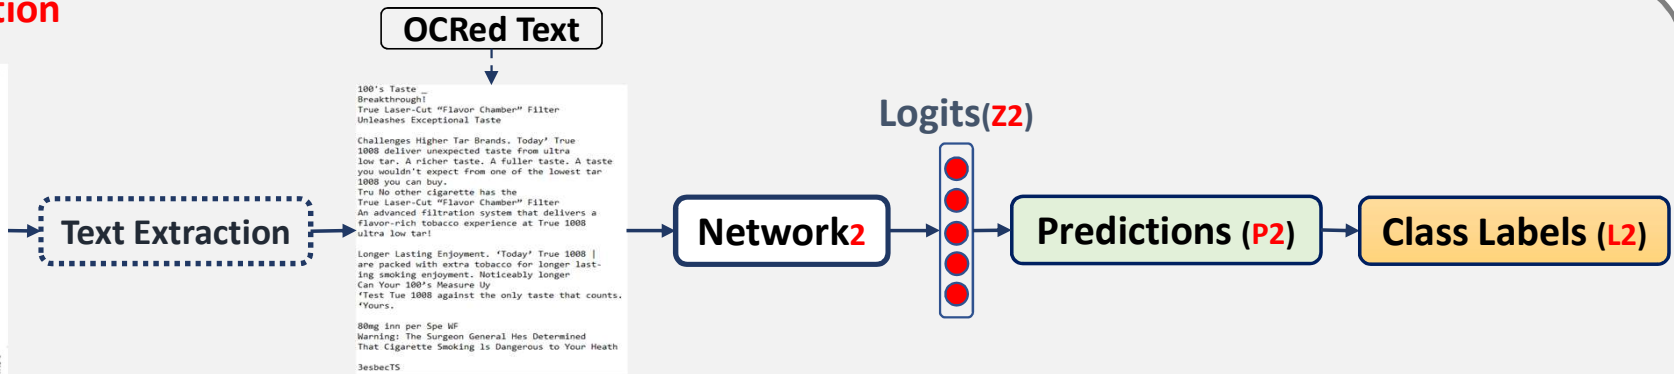 tion
OCRed Text
Text Extraction
100's Taste _
Breakthrough!
True Laser-Cut “Flavor Chamber” Filter
Unleashes Exceptional Taste
Challenges Higher Tar Brands. Today’ True
1008 deliver unexpected taste from ultra
low tar. A richer taste. A fuller taste. A taste
you wouldn’t expect from one of the lowest tar
1008 you can buy.
Tru No other cigarette has the
True Laser-Cut “Flavor Chamber” Filter
An advanced filtration system that delivers a
flavor-rich tobacco experience at True 1008
ultra low tar!
Longer Lasting Enjoyment. ‘Today’ True 1008 |
are packed with extra tobacco for longer last-
ing smoking enjoyment. Noticeably longer
Can Your 100’s Measure Up
‘Test Tue 1008 against the only taste that counts.
‘Yours.
80mg inn per Spe WF
Warning: The Surgeon General Hes Determined
That Cigarette Smoking ls Dangerous to Your Heath
3esbecTS
Network2
Logits(Z2)
Predictions (P2)
Class Labels (L2)